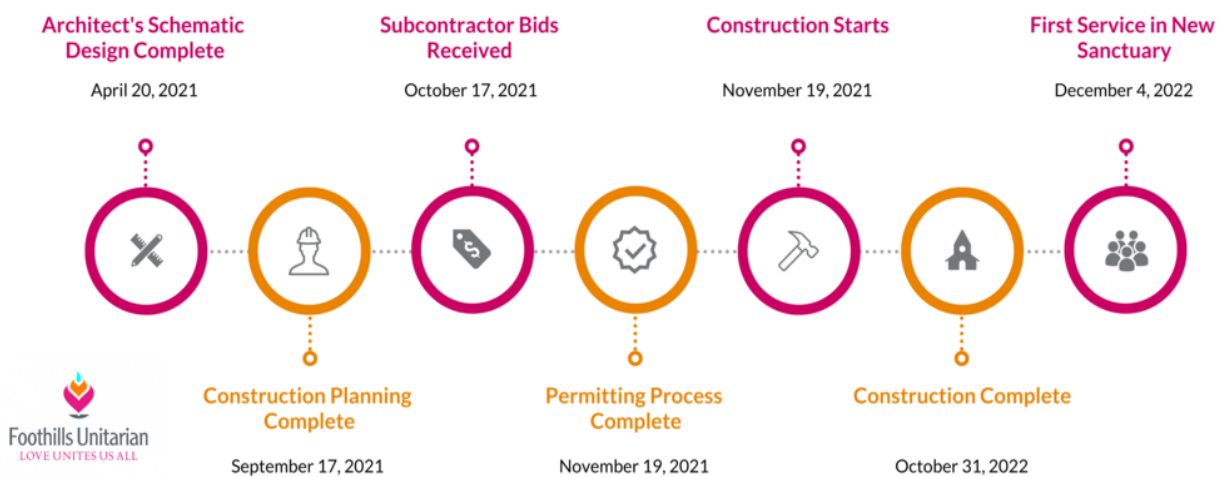 Architect's Schematic
Design Complete
April 20, 2021
Subcontractor Bids
Received
October 17, 2021
Construction Starts
November 19, 2021
First Service in New
Sanctuary
December 4, 2022
$
Construction Planning
Complete
September 17, 2021
Permitting Process
Complete
November 19, 2021
Construction Complete
October 31, 2022
Foothills Unitarian
LOVE UNITES US ALL